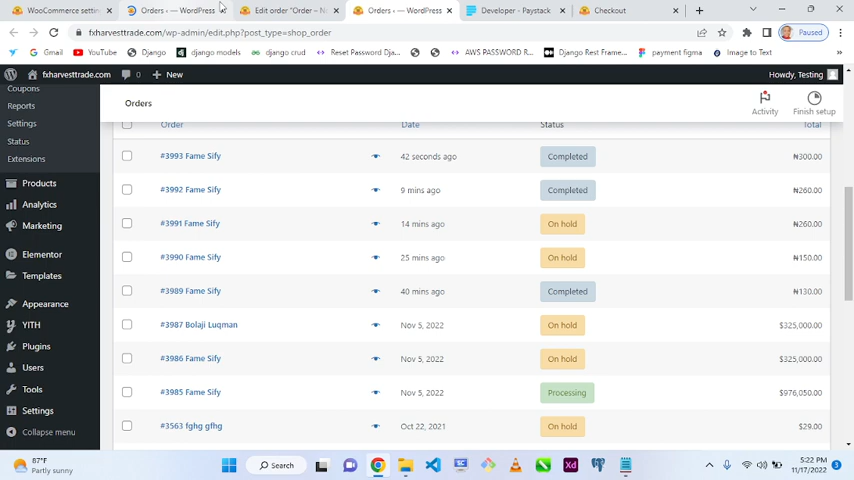 WooCommerce settin
Orders ‹ — WordPress
Edit order "Order – No
Orders ‹ — WordPress
Developer - Paystack
Checkout
fxharvesttrade.com/wp-admin/edit.php?post_type=shop_order
Paused
Gmail
YouTube
DJANGO AB
django models
django crud
Reset Password Dja...
AWS PASSWORD RE...
Django Rest Frame...
payment figma
Image to Text
fxharvesttrade.com
0
New
Howdy, Testing
Coupons
Reports
Settings
Status
Extensions
Products
Analytics
Marketing
Elementor
Templates
Appearance
YITH
Plugins
Users
Tools
Settings
Collapse menu
Orders
Activity
Finish setup
Order
Date
Status
Total
#3993 Fame Sify
42 seconds ago
Completed
₦300.00
#3992 Fame Sify
9 mins ago
Completed
₦260.00
#3991 Fame Sify
14 mins ago
On hold
₦260.00
#3990 Fame Sify
25 mins ago
On hold
₦150.00
#3989 Fame Sify
40 mins ago
Completed
₦130.00
#3987 Bolaji Luqman
Nov 5, 2022
On hold
$325,000.00
#3986 Fame Sify
Nov 5, 2022
On hold
$325,000.00
#3985 Fame Sify
Nov 5, 2022
Processing
$976,050.00
#3563 fghg gfhg
Oct 22, 2021
On hold
$29.00
87°F
Partly sunny
Search
Xd
5:22 PM
11/17/2022
3